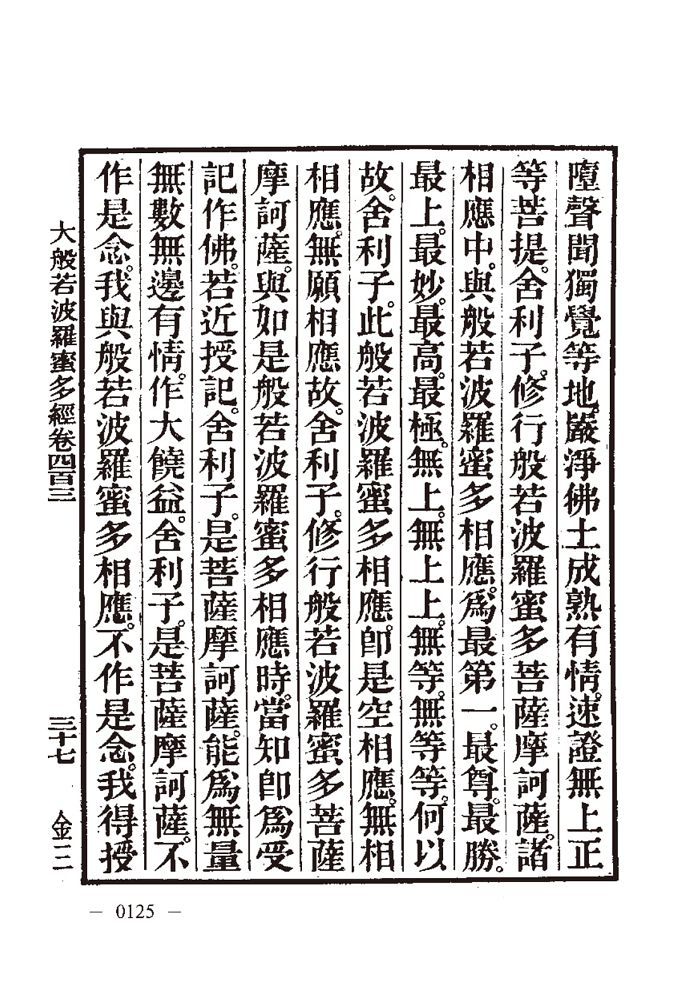 墮聲聞獨覺等地。嚴淨佛土成熟有情。速證無上正
等菩提。舍利子。修行般若波羅蜜多菩薩摩訶薩。諸
相應中。與般若波羅蜜多相應。爲最第一。最尊。最勝。
最上。最妙。最高。最極。無上。無上上。無等。無等等。何以
故。舍利子。此般若波羅蜜多相應。卽是空相應。無相
相應。無願相應故。舍利子。修行般若波羅蜜多菩薩
摩訶薩。與如是般若波羅蜜多相應時。當知卽爲受
記作佛。若近授記。舍利子。是菩薩摩訶薩。能爲無量
無數無邊有情。作大饒益。舍利子。是菩薩摩訶薩。不
作是念。我與般若波羅蜜多相應。不作是念。我得授
大般若波羅蜜多經卷四百三 三十七 金三
— 0125 —